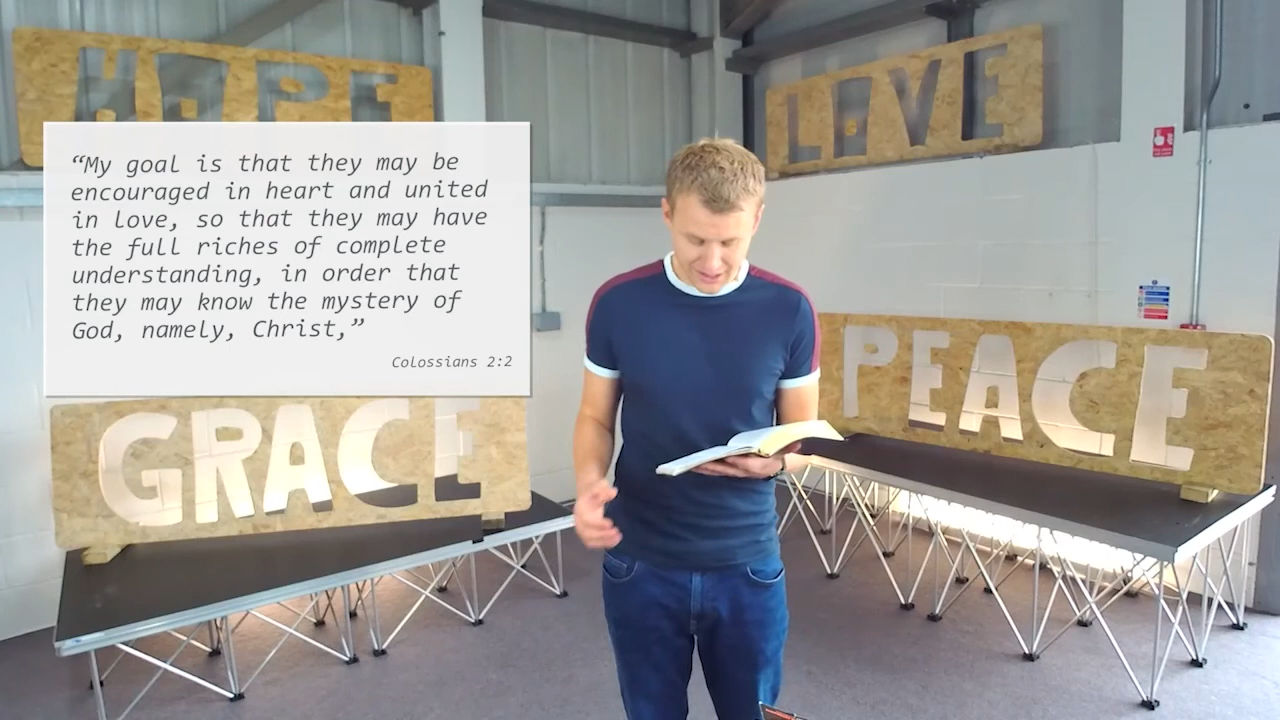 HOPE
LOVE
“My goal is that they may be
encouraged in heart and united
in love, so that they may have
the full riches of complete
understanding, in order that
they may know the mystery of
God, namely, Christ,”
Colossians 2:2
GRACE
PEACE